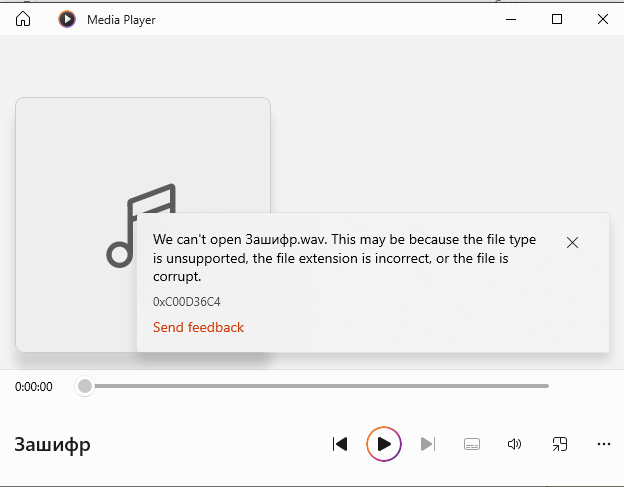 Media Player
We can't open Зашифр.wav. This may be because the file type
is unsupported, the file extension is incorrect, or the file is
corrupt.
0xC00D36C4
Send feedback
0:00:00
Зашифр